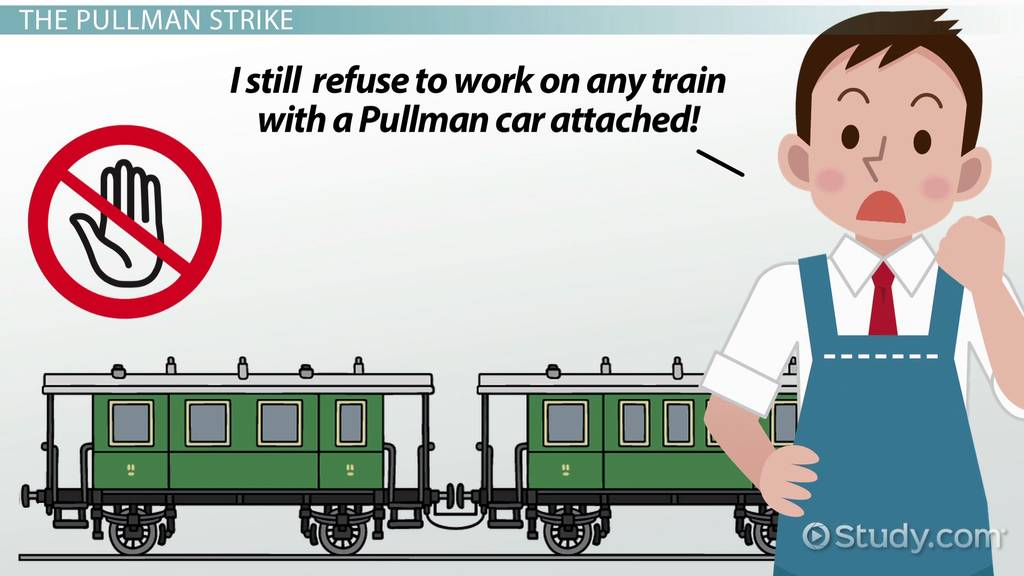 THE PULLMAN STRIKE
I still refuse to work on any train
with a Pullman car attached!
Study.com